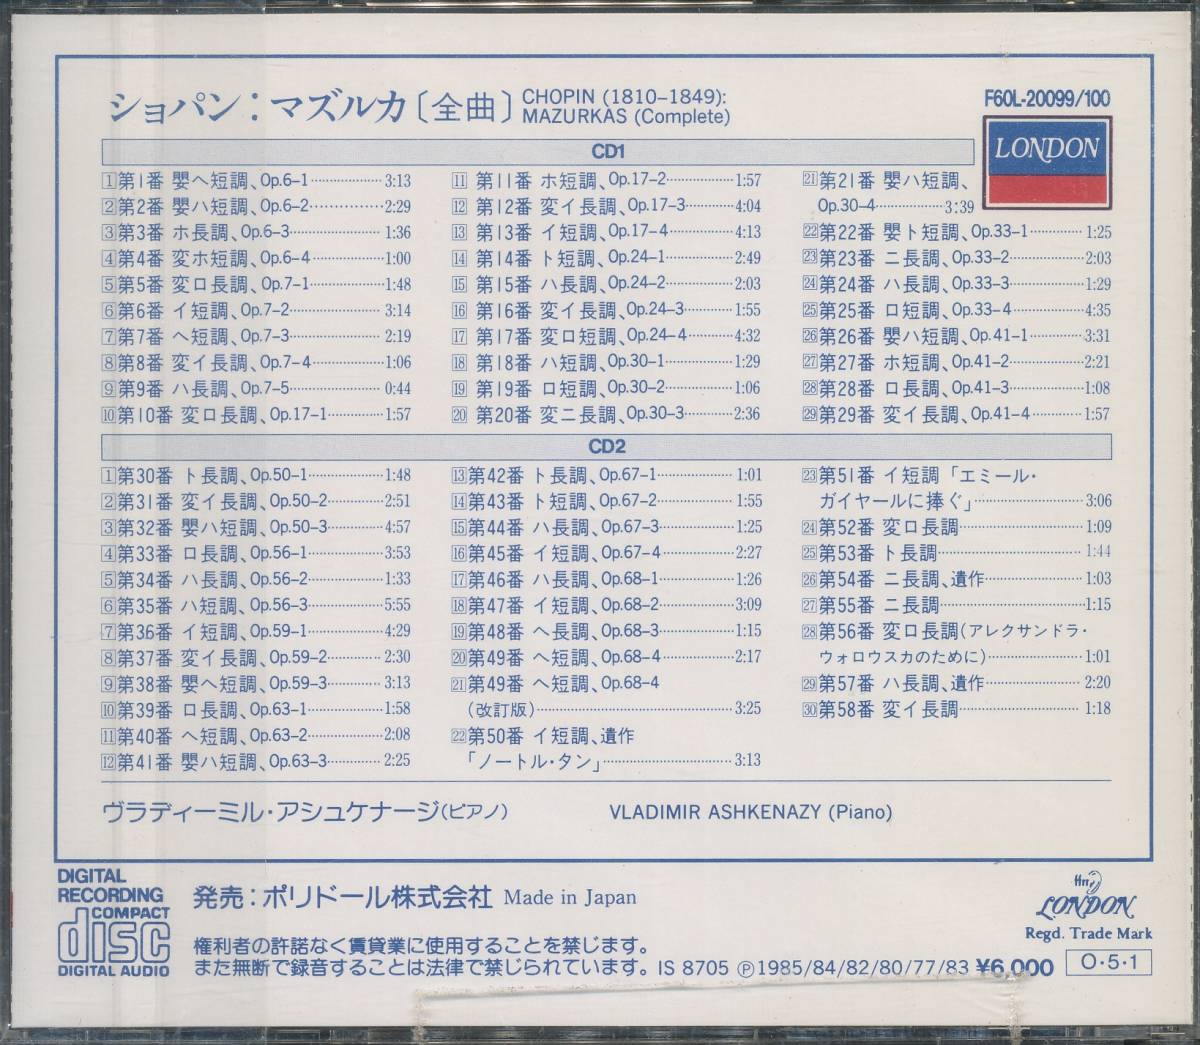 ショパン：マズルカ〔全曲〕 CHOPIN (1810–1849):
MAZURKAS (Complete)
F60L-20099/100
LONDON
CD1
1 第1番 嬰ヘ短調、Op.6-1 3:13
2 第2番 嬰ハ短調、Op.6-2 2:29
3 第3番 ホ長調、Op.6-3 1:36
4 第4番 変ホ短調、Op.6-4 1:00
5 第5番 変ロ長調、Op.7-1 1:48
6 第6番 イ短調、Op.7-2 3:14
7 第7番 ヘ短調、Op.7-3 2:19
8 第8番 変イ長調、Op.7-4 1:06
9 第9番 ハ長調、Op.7-5 0:44
10 第10番 変ロ長調、Op.17-1 1:57
11 第11番 ホ短調、Op.17-2 1:57
12 第12番 変イ長調、Op.17-3 4:04
13 第13番 イ短調、Op.17-4 4:13
14 第14番 ト短調、Op.24-1 2:49
15 第15番 ハ長調、Op.24-2 2:03
16 第16番 変イ長調、Op.24-3 1:55
17 第17番 変ロ短調、Op.24-4 4:32
18 第18番 ハ短調、Op.30-1 1:29
19 第19番 ロ短調、Op.30-2 1:06
20 第20番 変ニ長調、Op.30-3 2:36
21 第21番 嬰ハ短調、
Op.30-4 3:39
22 第22番 嬰ト短調、Op.33-1 1:25
23 第23番 ニ長調、Op.33-2 2:03
24 第24番 ハ長調、Op.33-3 1:29
25 第25番 ロ短調、Op.33-4 4:35
26 第26番 嬰ハ短調、Op.41-1 3:31
27 第27番 ホ短調、Op.41-2 2:21
28 第28番 ロ長調、Op.41-3 1:08
29 第29番 変イ長調、Op.41-4 1:57
CD2
1 第30番 ト長調、Op.50-1 1:48
2 第31番 変イ長調、Op.50-2 2:51
3 第32番 嬰ハ短調、Op.50-3 4:57
4 第33番 ロ長調、Op.56-1 3:53
5 第34番 ハ長調、Op.56-2 1:33
6 第35番 ハ短調、Op.56-3 5:55
7 第36番 イ短調、Op.59-1 4:29
8 第37番 変イ長調、Op.59-2 2:30
9 第38番 嬰ヘ短調、Op.59-3 3:13
10 第39番 ロ長調、Op.63-1 1:58
11 第40番 ヘ短調、Op.63-2 2:08
12 第41番 嬰ハ短調、Op.63-3 2:25
13 第42番 ト長調、Op.67-1 1:01
14 第43番 ト短調、Op.67-2 1:55
15 第44番 ハ長調、Op.67-3 1:25
16 第45番 イ短調、Op.67-4 2:27
17 第46番 ハ長調、Op.68-1 1:26
18 第47番 イ短調、Op.68-2 3:09
19 第48番 ヘ長調、Op.68-3 1:15
20 第49番 ヘ短調、Op.68-4 2:17
21 第49番 ヘ短調、Op.68-4
(改訂版) 3:25
22 第50番 イ短調、遺作
「ノートル・タン」 3:13
23 第51番 イ短調「エミール・
ガイヤールに捧ぐ」 3:06
24 第52番 変ロ長調 1:09
25 第53番 ト長調 1:44
26 第54番 ニ長調、遺作 1:03
27 第55番 ニ長調 1:15
28 第56番 変ロ長調(アレクサンドラ・
ウォロウスカのために) 1:01
29 第57番 ハ長調、遺作 2:20
30 第58番 変イ長調 1:18
ヴラディーミル・アシュケナージ(ピアノ) VLADIMIR ASHKENAZY (Piano)
DIGITAL
RECORDING
COMPACT
disc
DIGITAL AUDIO
発売：ポリドール株式会社 Made in Japan
権利者の許諾なく賃貸業に使用することを禁じます。
また無断で録音することは法律で禁じられています。 IS 8705 ℗1985/84/82/80/77/83 ¥6,000
O・5・1
ffrr
LONDON
Regd. Trade Mark